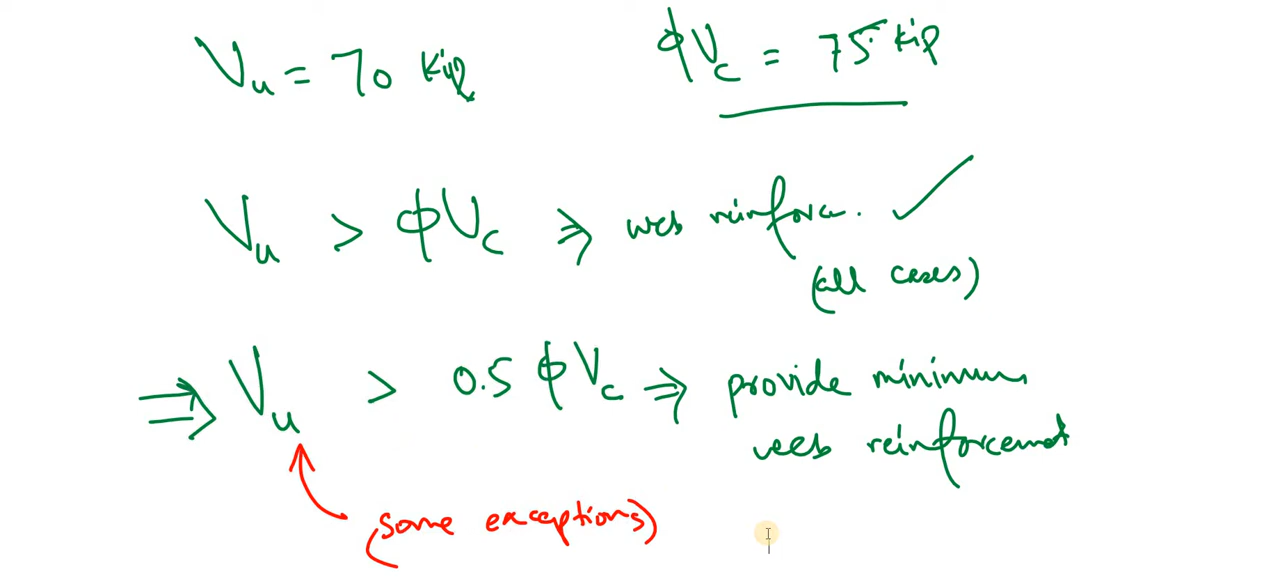 Vu = 70 kip
ϕVc = 75 kip
Vu > ϕVc ⇒ web reinforce. ✓
(all cases)
⇒ Vu > 0.5 ϕVc ⇒ provide minimum
web reinforcement
(some exceptions)